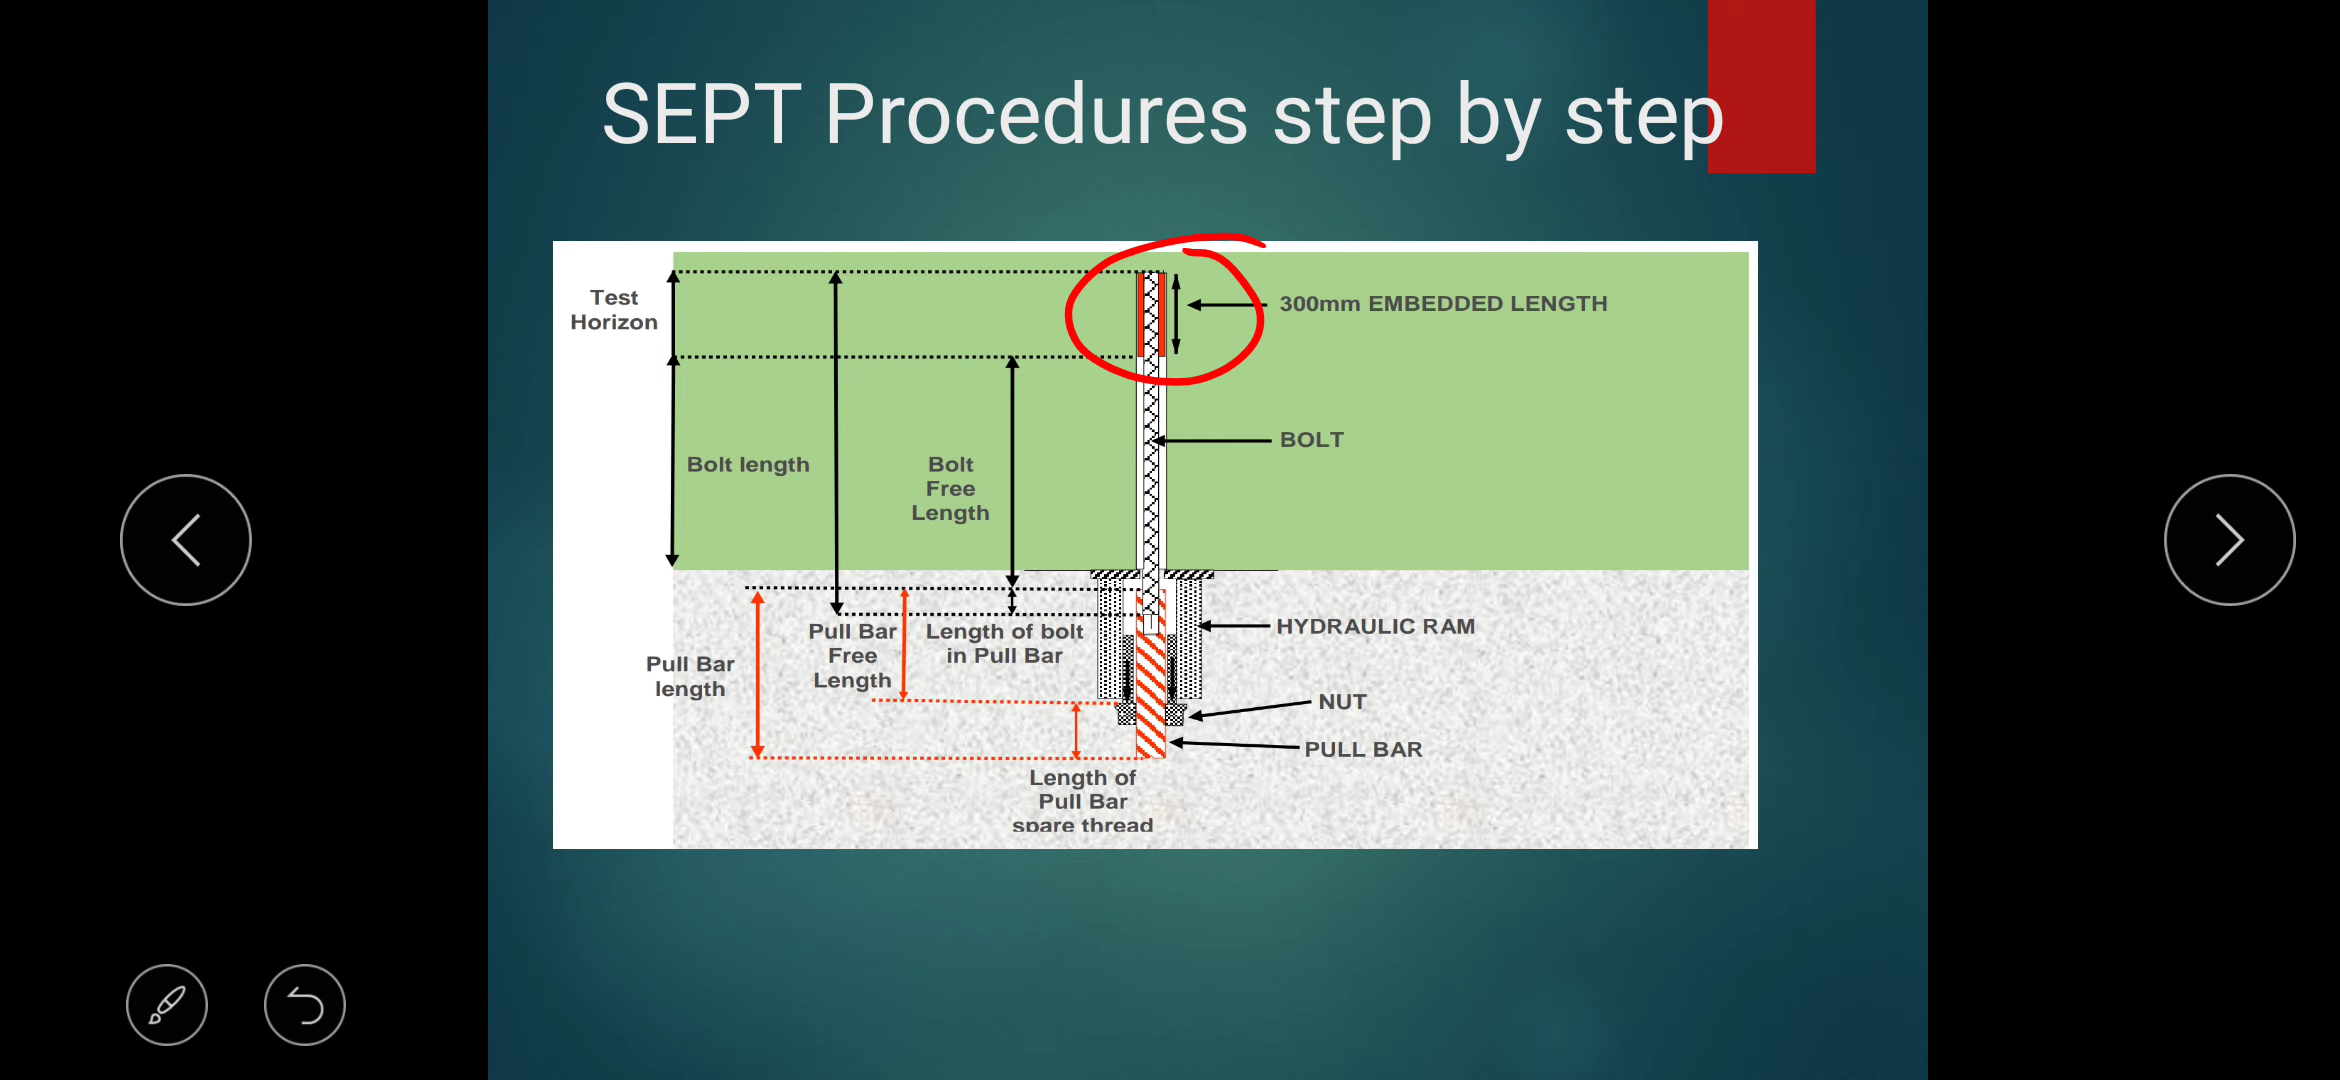 SEPT Procedures step by step
Test
Horizon
300mm EMBEDDED LENGTH
BOLT
Bolt length
Bolt
Free
Length
Pull Bar
Free
Length
Length of bolt
in Pull Bar
HYDRAULIC RAM
Pull Bar
length
NUT
PULL BAR
Length of
Pull Bar
spare thread